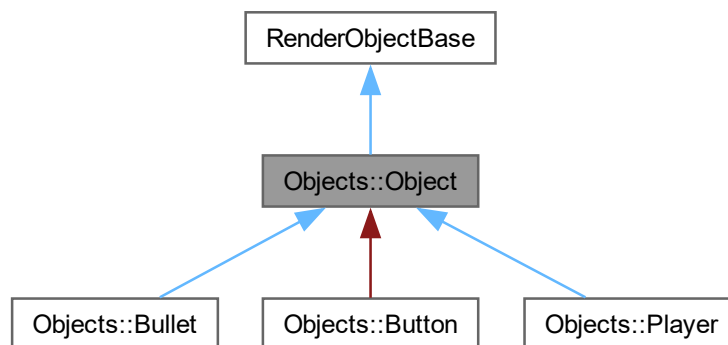 RenderObjectBase
Objects::Object
Objects::Bullet
Objects::Button
Objects::Player